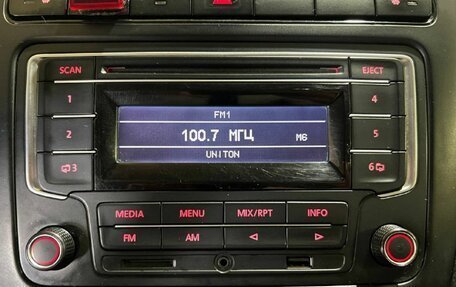 SCAN
EJECT
1
2
3
4
5
6
FM1
100.7 МГЦ M6
UNITON
MEDIA MENU MIX/RPT INFO
FM AM